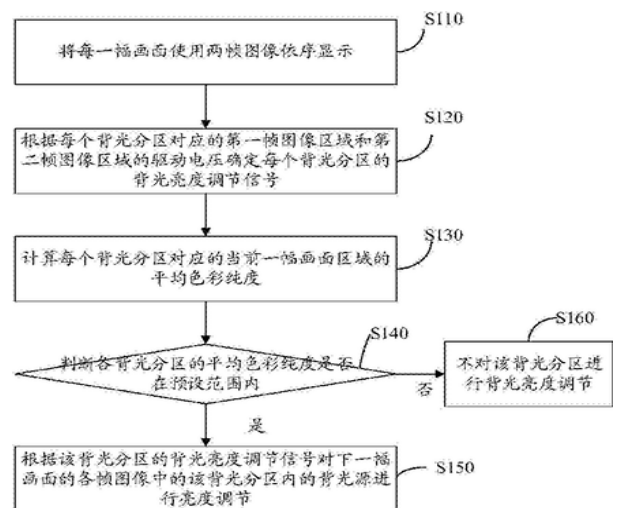 S110
将每一幅画面使用两帧图像依序显示
S120
根据每个背光分区对应的第一帧图像区域和第
二帧图像区域的驱动电压确定每个背光分区的
背光亮度调节信号
S130
计算每个背光分区对应的当前一幅画面区域的
平均色彩纯度
S140
判断各背光分区的平均色彩纯度是否
在预设范围内
S160
不对该背光分区进
行背光亮度调节
否
是
根据该背光分区的背光亮度调节信号对下一幅
画面的各帧图像中的该背光分区内的背光源进
行亮度调节
S150